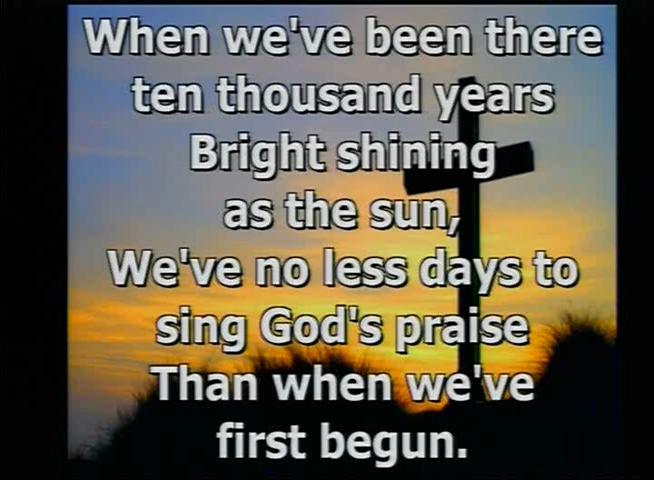 When we've been there
ten thousand years
Bright shining
as the sun,
We've no less days to
sing God's praise
Than when we've
first begun.